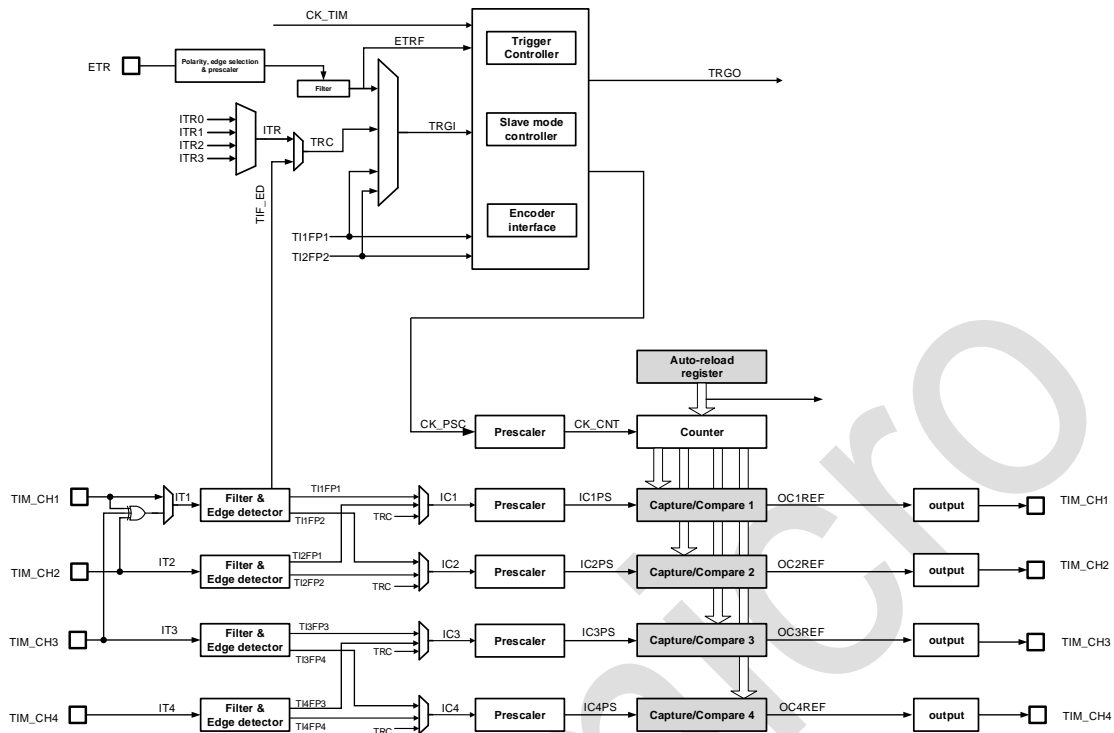 CK_TIM
ETRF
Trigger
Controller
ETR
Polarity, edge selection
& prescaler
Filter
TRGO
ITR0
ITR1
ITR2
ITR3
ITR
TRC
TRGI
Slave mode
controller
TIF_ED
Encoder
interface
TI1FP1
TI2FP2
Auto-reload
register
CK_PSC
Prescaler
CK_CNT
Counter
TIM_CH1
IT1
Filter &
Edge detector
TI1FP1
TI1FP2
TRC
IC1
Prescaler
IC1PS
Capture/Compare 1
OC1REF
output
TIM_CH1
TIM_CH2
IT2
Filter &
Edge detector
TI2FP1
TI2FP2
TRC
IC2
Prescaler
IC2PS
Capture/Compare 2
OC2REF
output
TIM_CH2
TIM_CH3
IT3
Filter &
Edge detector
TI3FP3
TI3FP4
TRC
IC3
Prescaler
IC3PS
Capture/Compare 3
OC3REF
output
TIM_CH3
TIM_CH4
IT4
Filter &
Edge detector
TI4FP3
TI4FP4
TRC
IC4
Prescaler
IC4PS
Capture/Compare 4
OC4REF
output
TIM_CH4
micro